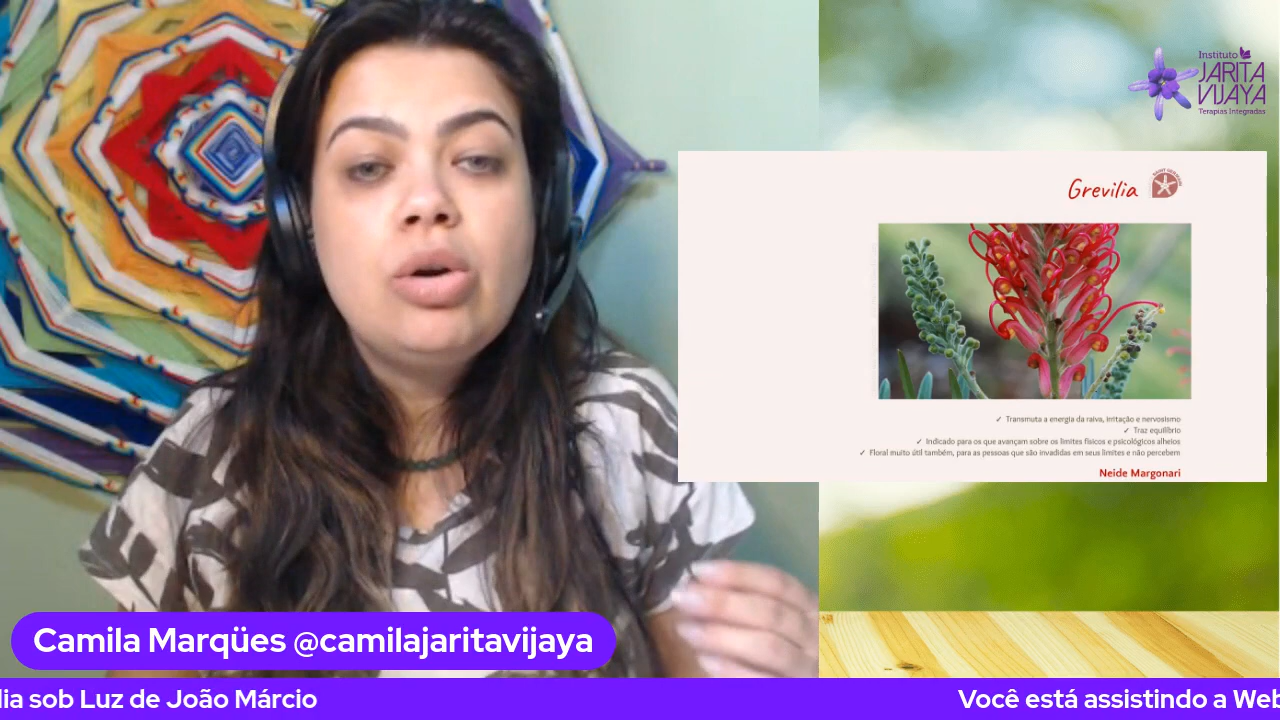 Instituto
JARITA
VIJAYA
Terapias Integradas
Grevilia
✓ Transmuta a energia da raiva, irritação e nervosismo
✓ Traz equilíbrio
✓ Indicado para os que avançam sobre os limites físicos e psicológicos alheios
✓ Floral muito útil também, para as pessoas que são invadidas em seus limites e não percebem
Neide Margonari
Camila Marqües @camilajaritavijaya
lia sob Luz de João Márcio
Você está assistindo a Web